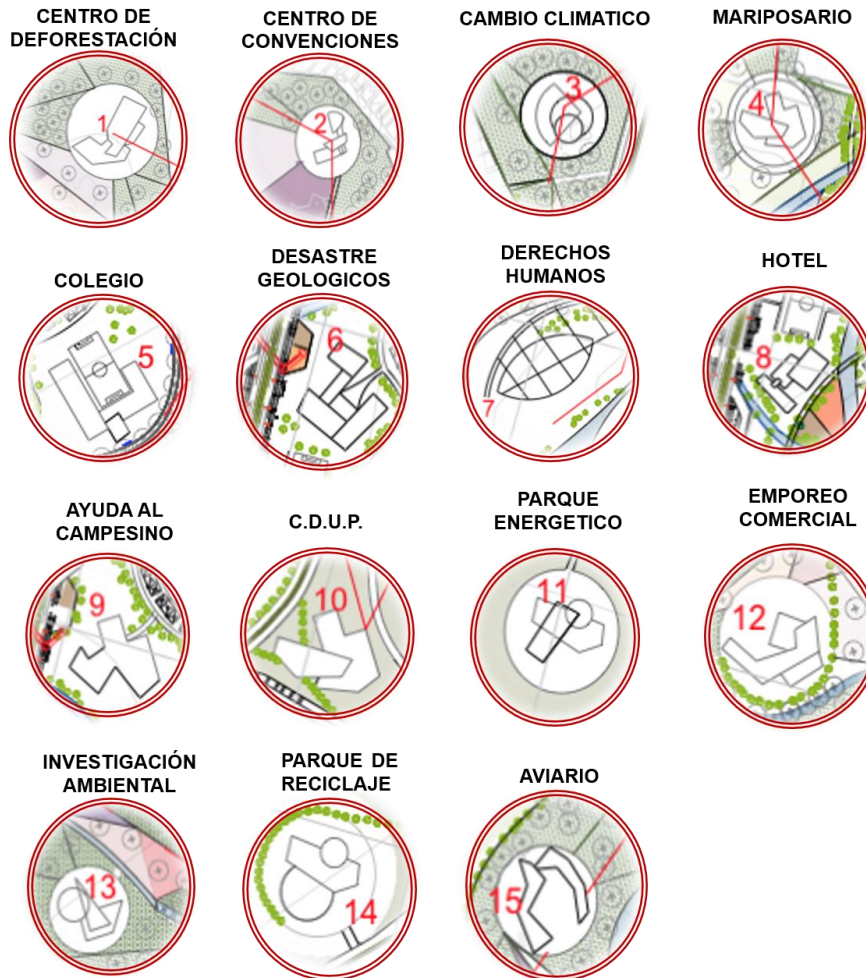 CENTRO DE
DEFORESTACIÓN
CENTRO DE
CONVENCIONES
CAMBIO CLIMATICO
MARIPOSARIO
1
2
3
4
COLEGIO
DESASTRE
GEOLOGICOS
DERECHOS
HUMANOS
HOTEL
5
6
7
8
AYUDA AL
CAMPESINO
C.D.U.P.
PARQUE
ENERGETICO
EMPOREO
COMERCIAL
9
10
11
12
INVESTIGACIÓN
AMBIENTAL
PARQUE DE
RECICLAJE
AVIARIO
13
14
15